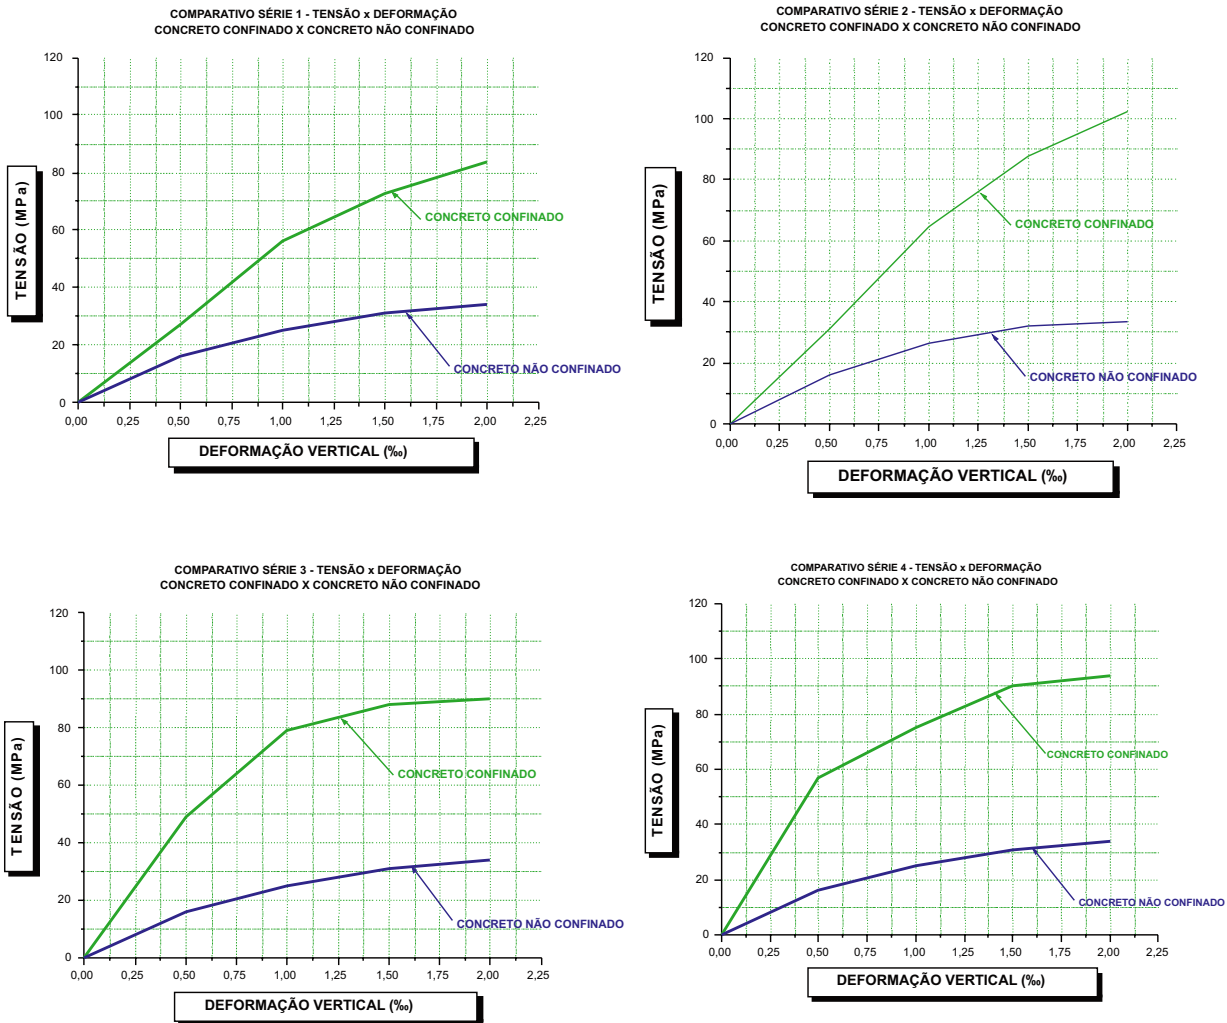 COMPARATIVO SÉRIE 1 - TENSÃO x DEFORMAÇÃO
CONCRETO CONFINADO X CONCRETO NÃO CONFINADO
120
100
80
60
40
20
0
TENSÃO (MPa)
CONCRETO CONFINADO
CONCRETO NÃO CONFINADO
0,00 0,25 0,50 0,75 1,00 1,25 1,50 1,75 2,00 2,25
DEFORMAÇÃO VERTICAL (‰)
COMPARATIVO SÉRIE 2 - TENSÃO x DEFORMAÇÃO
CONCRETO CONFINADO X CONCRETO NÃO CONFINADO
120
100
80
60
40
20
0
TENSÃO (MPa)
CONCRETO CONFINADO
CONCRETO NÃO CONFINADO
0,00 0,25 0,50 0,75 1,00 1,25 1,50 1,75 2,00 2,25
DEFORMAÇÃO VERTICAL (‰)
COMPARATIVO SÉRIE 3 - TENSÃO x DEFORMAÇÃO
CONCRETO CONFINADO X CONCRETO NÃO CONFINADO
120
100
80
60
40
20
0
TENSÃO (MPa)
CONCRETO CONFINADO
CONCRETO NÃO CONFINADO
0,00 0,25 0,50 0,75 1,00 1,25 1,50 1,75 2,00 2,25
DEFORMAÇÃO VERTICAL (‰)
COMPARATIVO SÉRIE 4 - TENSÃO x DEFORMAÇÃO
CONCRETO CONFINADO X CONCRETO NÃO CONFINADO
120
100
80
60
40
20
0
TENSÃO (MPa)
CONCRETO CONFINADO
CONCRETO NÃO CONFINADO
0,00 0,25 0,50 0,75 1,00 1,25 1,50 1,75 2,00 2,25
DEFORMAÇÃO VERTICAL (‰)